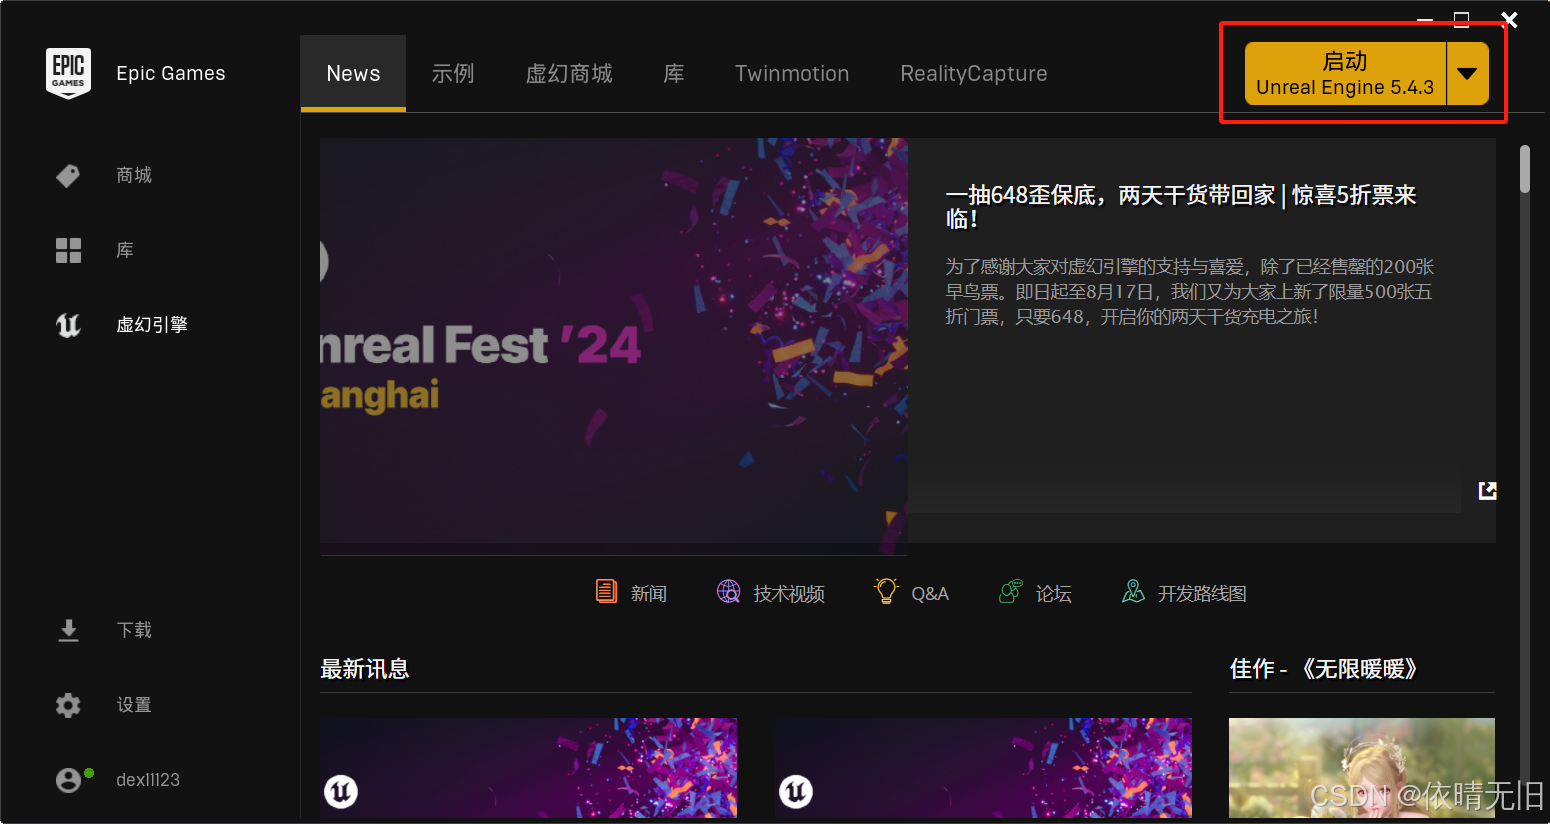 EPIC
GAMES
Epic Games
News
示例
虚幻商城
库
Twinmotion
RealityCapture
启动
Unreal Engine 5.4.3
商城
库
虚幻引擎
nreal Fest ’24
anghai
一抽648歪保底，两天干货带回家 | 惊喜5折票来
临！
为了感谢大家对虚幻引擎的支持与喜爱，除了已经售罄的200张
早鸟票。即日起至8月17日，我们又为大家上新了限量500张五
折门票，只要648，开启你的两天干货充电之旅！
新闻
技术视频
Q&A
论坛
开发路线图
最新讯息
佳作 - 《无限暖暖》
下载
设置
dex11123
CSDN @依晴无旧